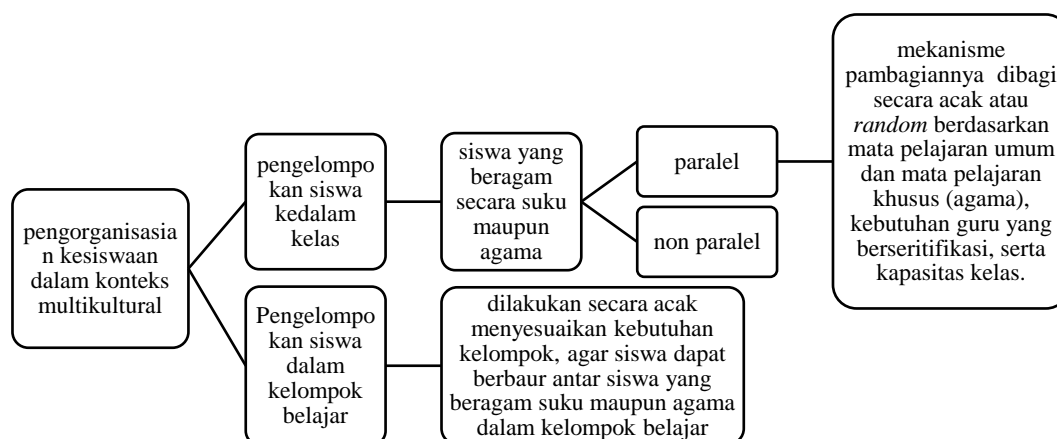 pengorganisasia
n kesiswaan
dalam konteks
multikultural
pengelompo
kan siswa
kedalam
kelas
siswa yang
beragam
secara suku
maupun
agama
paralel
non paralel
mekanisme
pambagiannya dibagi
secara acak atau
random berdasarkan
mata pelajaran umum
dan mata pelajaran
khusus (agama),
kebutuhan guru yang
berseritifikasi, serta
kapasitas kelas.
Pengelompo
kan siswa
dalam
kelompok
belajar
dilakukan secara acak
menyesuaikan kebutuhan
kelompok, agar siswa dapat
berbaur antar siswa yang
beragam suku maupun agama
dalam kelompok belajar